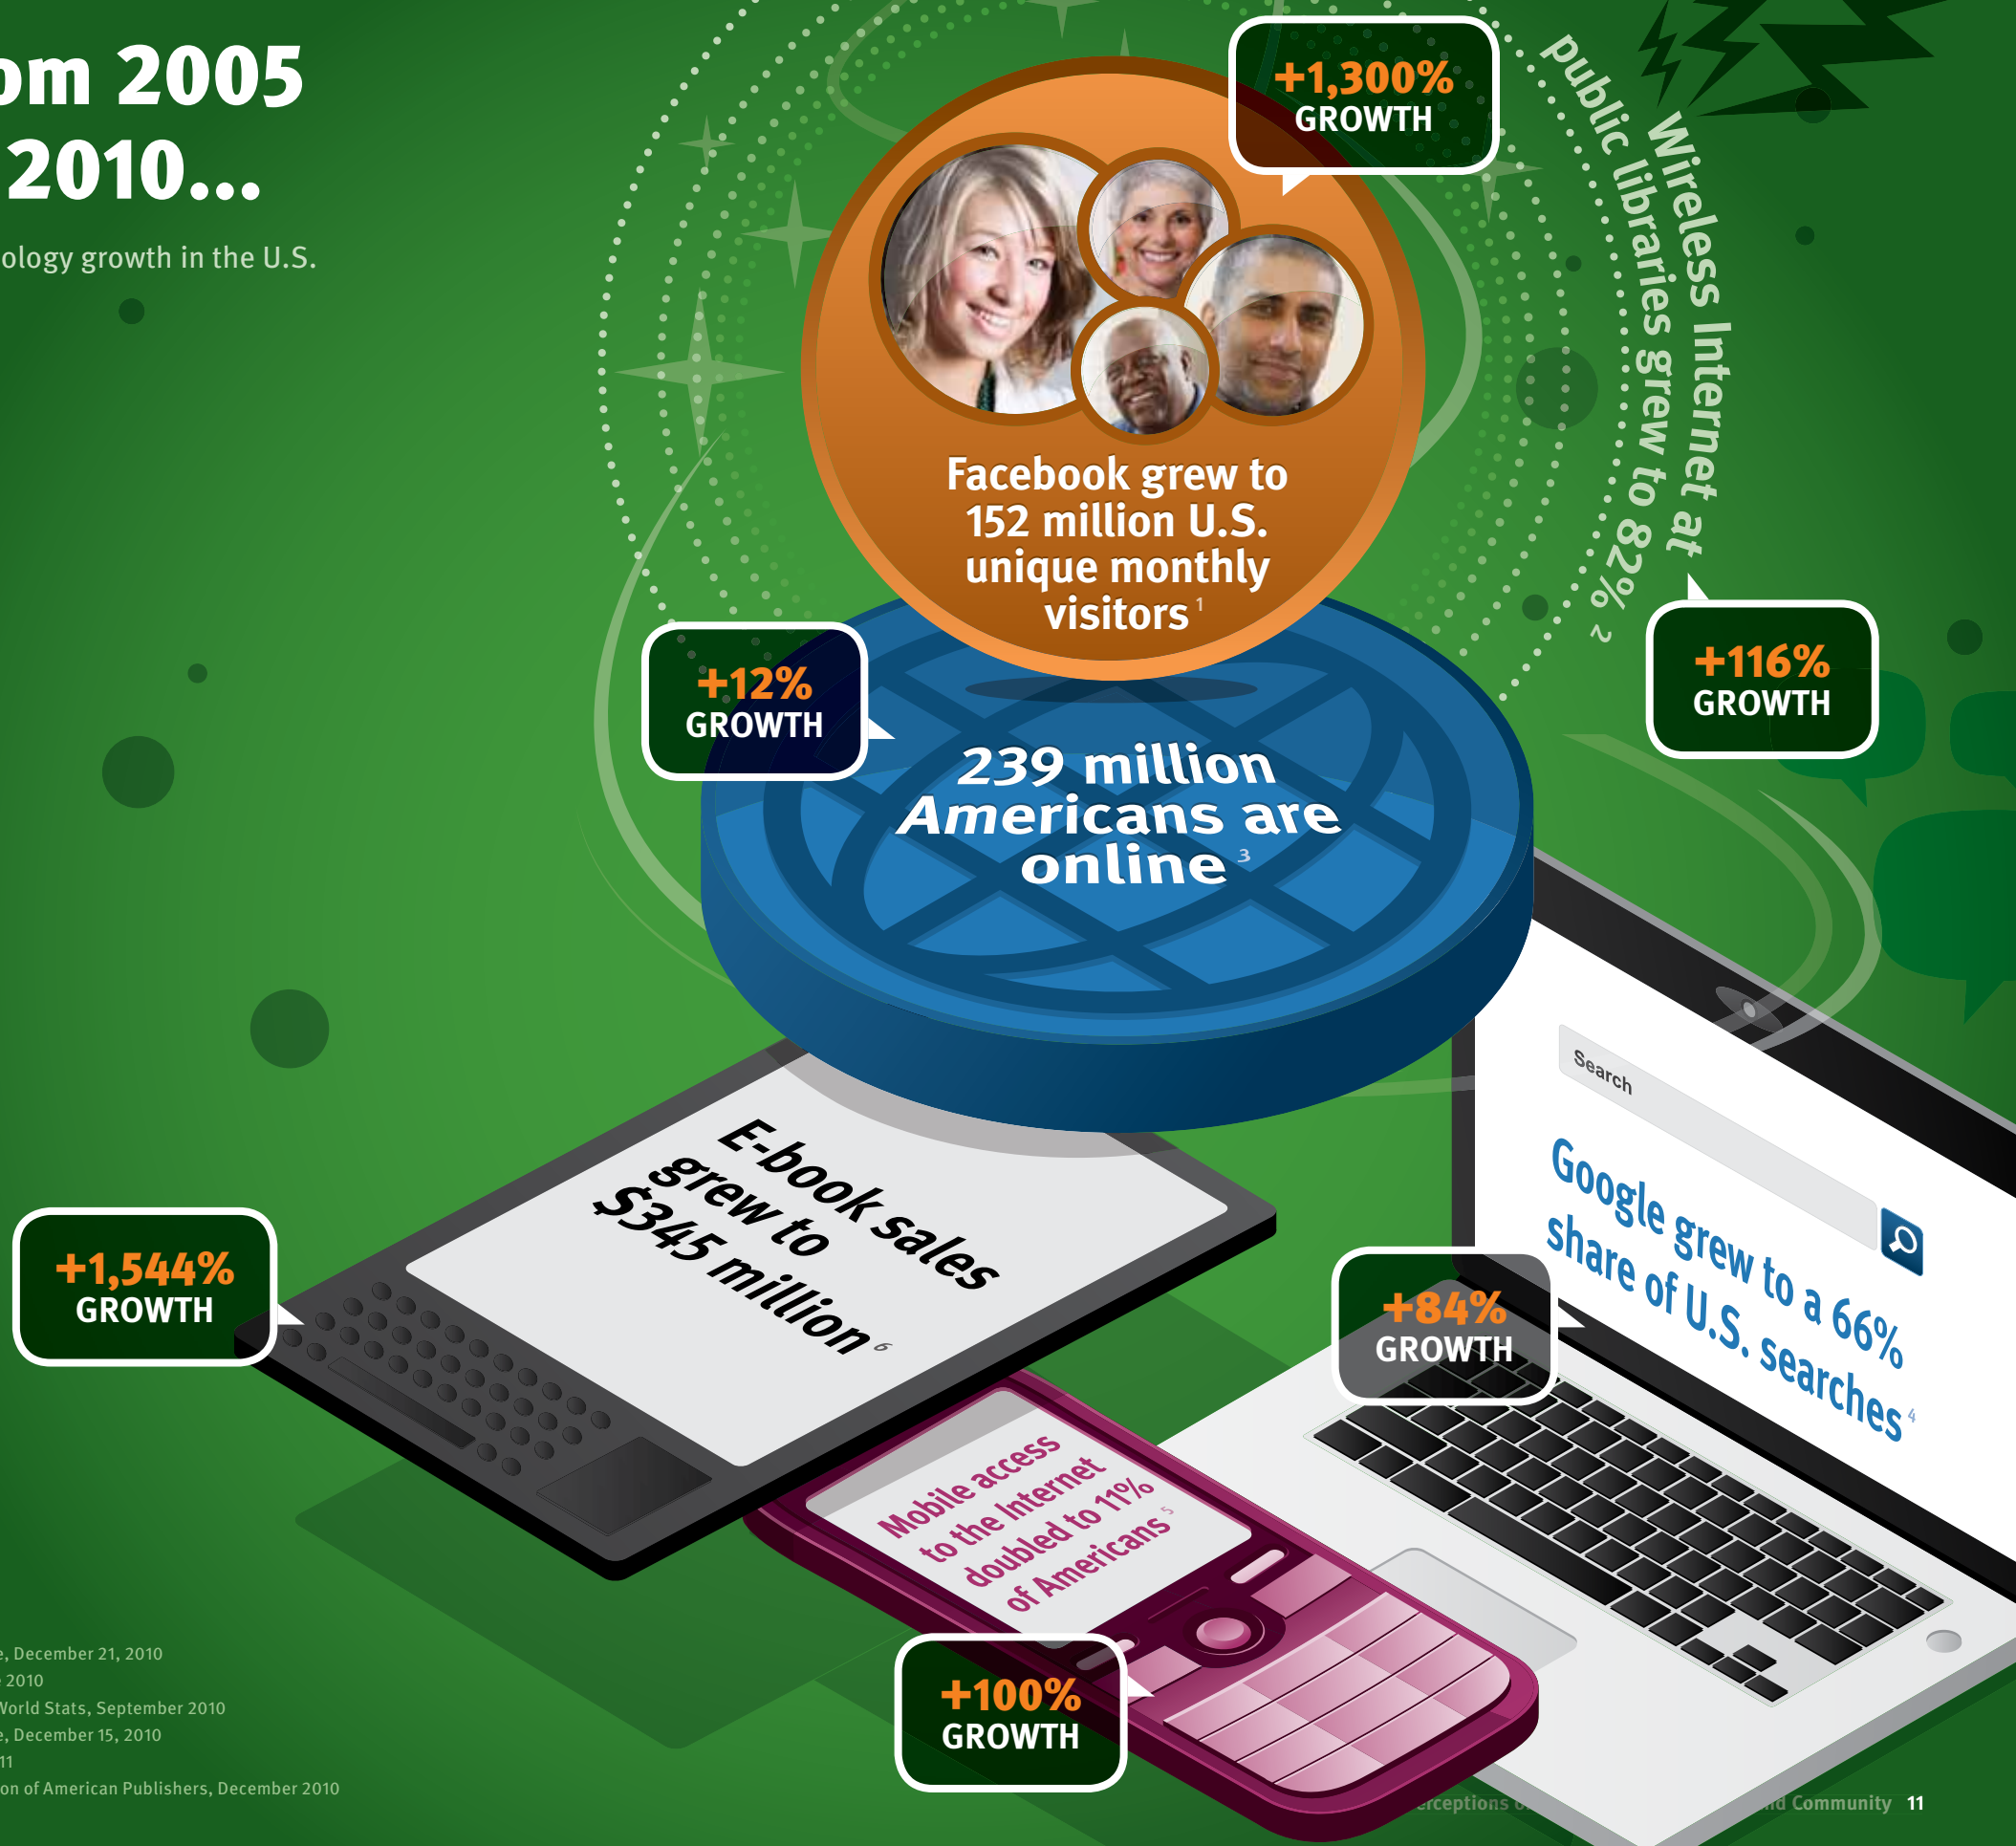 2005
2010...
growth in the U.S.
+1,300%
GROWTH
Wireless Internet at
public libraries grew to 82% 2
Facebook grew to
152 million U.S.
unique monthly
visitors 1
+12%
GROWTH
+116%
GROWTH
239 million
Americans are
online 3
Search
Google grew to a 66%
share of U.S. searches 4
E-book sales
grew to
$345 million 6
+1,544%
GROWTH
+84%
GROWTH
Mobile access
to the Internet
doubled to 11%
of Americans 5
+100%
GROWTH
December 21, 2010
2010
World Stats, September 2010
December 15, 2010
of American Publishers, December 2010
Community 11